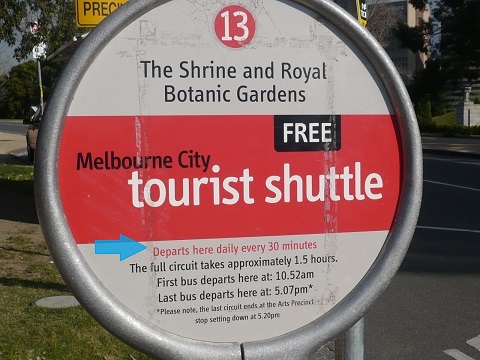 PRECIN
13
The Shrine and Royal
Botanic Gardens
FREE
Melbourne City
tourist shuttle
Departs here daily every 30 minutes
The full circuit takes approximately 1.5 hours.
First bus departs here at: 10.52am
Last bus departs here at: 5.07pm*
*Please note, the last circuit ends at the Arts Precinct
stop setting down at 5.20pm